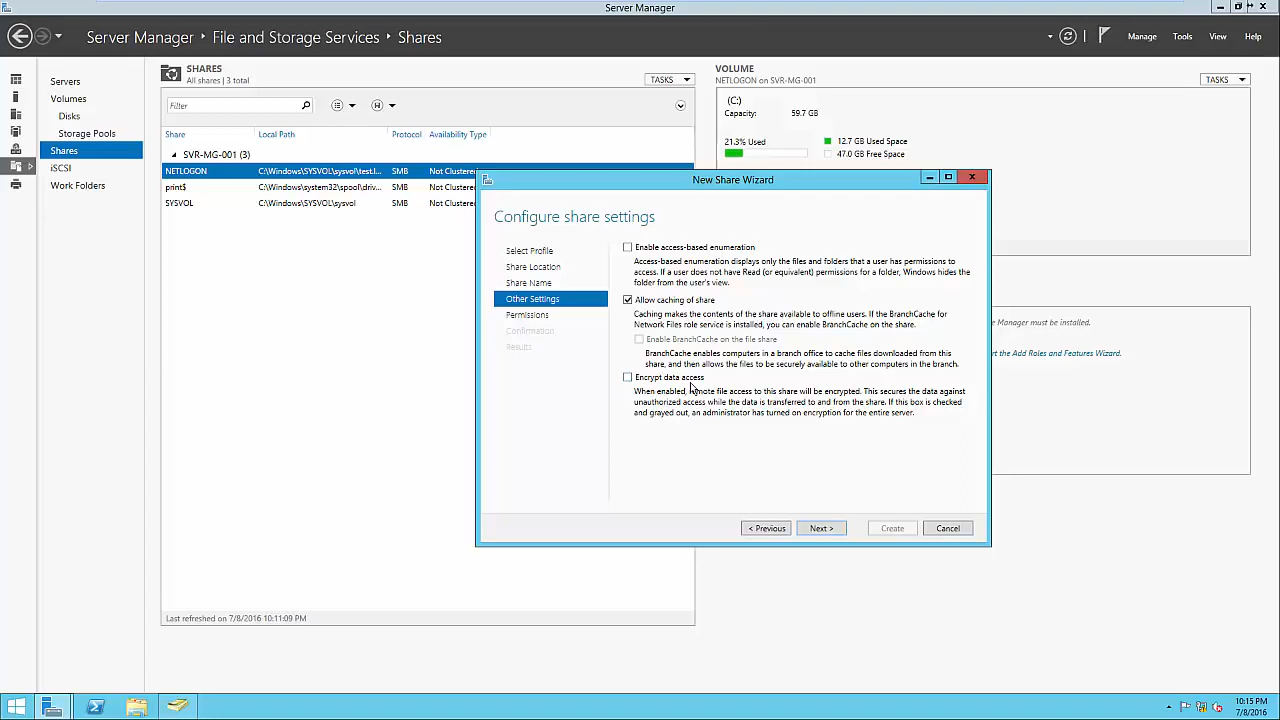 Server Manager
Server Manager • File and Storage Services • Shares
Manage Tools View Help
Servers
Volumes
Disks
Storage Pools
Shares
iSCSI
Work Folders
SHARES
All shares | 3 total
TASKS
Filter
Share Local Path Protocol Availability Type
SVR-MG-001 (3)
NETLOGON C:\Windows\SYSVOL\sysvol\test.l... SMB Not Clustered
print$ C:\Windows\system32\spool\driv... SMB Not Clustered
SYSVOL C:\Windows\SYSVOL\sysvol SMB Not Clustere
Last refreshed on 7/8/2016 10:11:09 PM
VOLUME
NETLOGON on SVR-MG-001
TASKS
(C:)
Capacity: 59.7 GB
21.3% Used
12.7 GB Used Space
47.0 GB Free Space
e Manager must be installed.
rt the Add Roles and Features Wizard.
New Share Wizard
Configure share settings
Select Profile
Share Location
Share Name
Other Settings
Permissions
Confirmation
Results
Enable access-based enumeration
Access-based enumeration displays only the files and folders that a user has permissions to
access. If a user does not have Read (or equivalent) permissions for a folder, Windows hides the
folder from the user's view.
Allow caching of share
Caching makes the contents of the share available to offline users. If the BranchCache for
Network Files role service is installed, you can enable BranchCache on the share.
Enable BranchCache on the file share
BranchCache enables computers in a branch office to cache files downloaded from this
share, and then allows the files to be securely available to other computers in the branch.
Encrypt data access
When enabled, remote file access to this share will be encrypted. This secures the data against
unauthorized access while the data is transferred to and from the share. If this box is checked
and grayed out, an administrator has turned on encryption for the entire server.
< Previous Next > Create Cancel
10:15 PM
7/8/2016